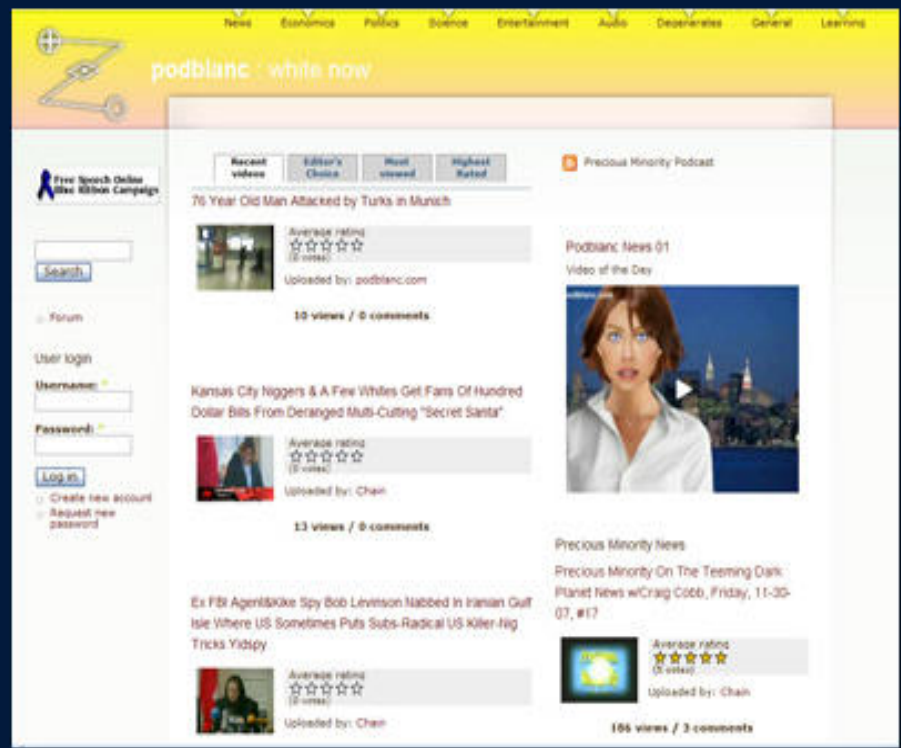 News Economics Politics Science Entertainment Audio Degenerates General Learning
podblanc : white now
Free Speech Online
Blue Ribbon Campaign
Search
Forum
User login
Username: *
Password: *
Log in
Create new account
Request new
password
Recent
videos
Editor's
Choice
Most
viewed
Highest
Rated
76 Year Old Man Attacked by Turks in Munich
Average rating
(0 votes)
Uploaded by: podblanc.com
10 views / 0 comments
Kansas City Niggers & A Few Whites Get Fans Of Hundred
Dollar Bills From Deranged Multi-Culting "Secret Santa"
Average rating
(0 votes)
Uploaded by: Chain
13 views / 0 comments
Ex FBI Agent&Kike Spy Bob Levinson Nabbed In Iranian Gulf
Isle Where US Sometimes Puts Subs-Radical US Killer-Nig
Tricks Yidspy
Average rating
(0 votes)
Uploaded by: Chain
Precious Minority Podcast
Podblanc News 01
Video of the Day
Precious Minority News
Precious Minority On The Teeming Dark
Planet News w/Craig Cobb, Friday, 11-30-
07, #17
Average rating
(5 votes)
Uploaded by: Chain
186 views / 3 comments